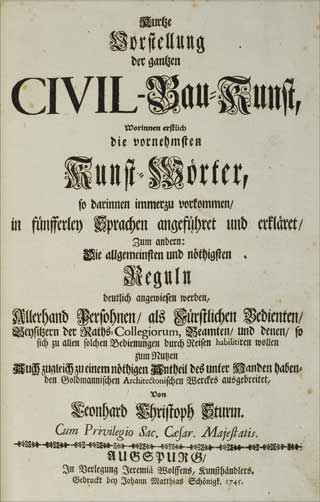 Kurtze
Vorstellung
der gantzen
CIVIL-Bau-Kunst,
Worinnen erstlich
die vornehmsten
Kunst-Wörter,
so darinnen immerzu vorkommen/
in fünfferley Sprachen angeführet und erkläret/
Zum andern:
Die allgemeinsten und nöthigsten
Reguln
deutlich angewiesen werden,
Allerhand Persohnen/ als Fürstlichen Bedienten/
Beysitzern der Raths-Collegiorum, Beamten/ und denen/ so
sich zu allen solchen Bedienungen durch Reisen habilitiren wollen
zum Nutzen
Auch zugleich zu einem nöthigen Antheil des unter Handen haben-
den Goldmannischen Architectonischen Werckes ausgebreitet,
Von
Leonhard Christoph Sturm.
Cum Privilegio Sac. Cæsar. Majestatis.
AUGSPURG/
In Verlegung Jeremiä Wolffens, Kunsthändlers.
Gedruckt bey Johann Matthias Schönigk. 1745.